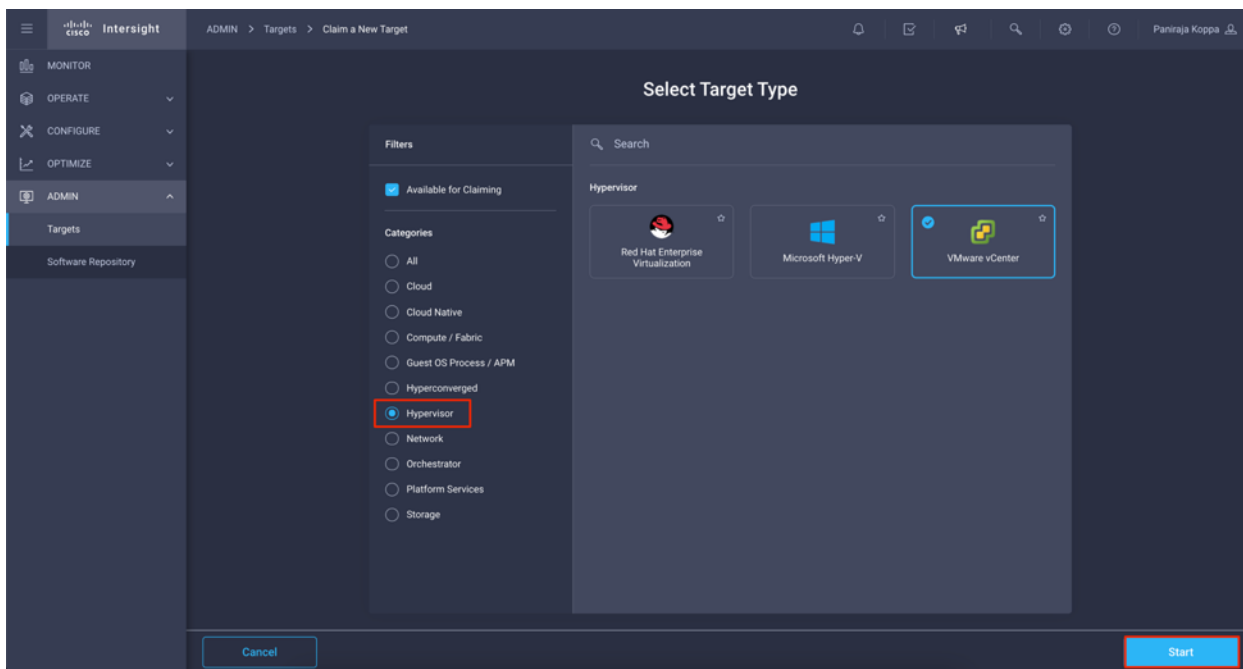 cisco Intersight
ADMIN > Targets > Claim a New Target
Paniraja Koppa
MONITOR
OPERATE
CONFIGURE
OPTIMIZE
ADMIN
Targets
Software Repository
Select Target Type
Filters
Available for Claiming
Categories
All
Cloud
Cloud Native
Compute / Fabric
Guest OS Process / APM
Hyperconverged
Hypervisor
Network
Orchestrator
Platform Services
Storage
Search
Hypervisor
Red Hat Enterprise
Virtualization
Microsoft Hyper-V
VMware vCenter
Cancel
Start